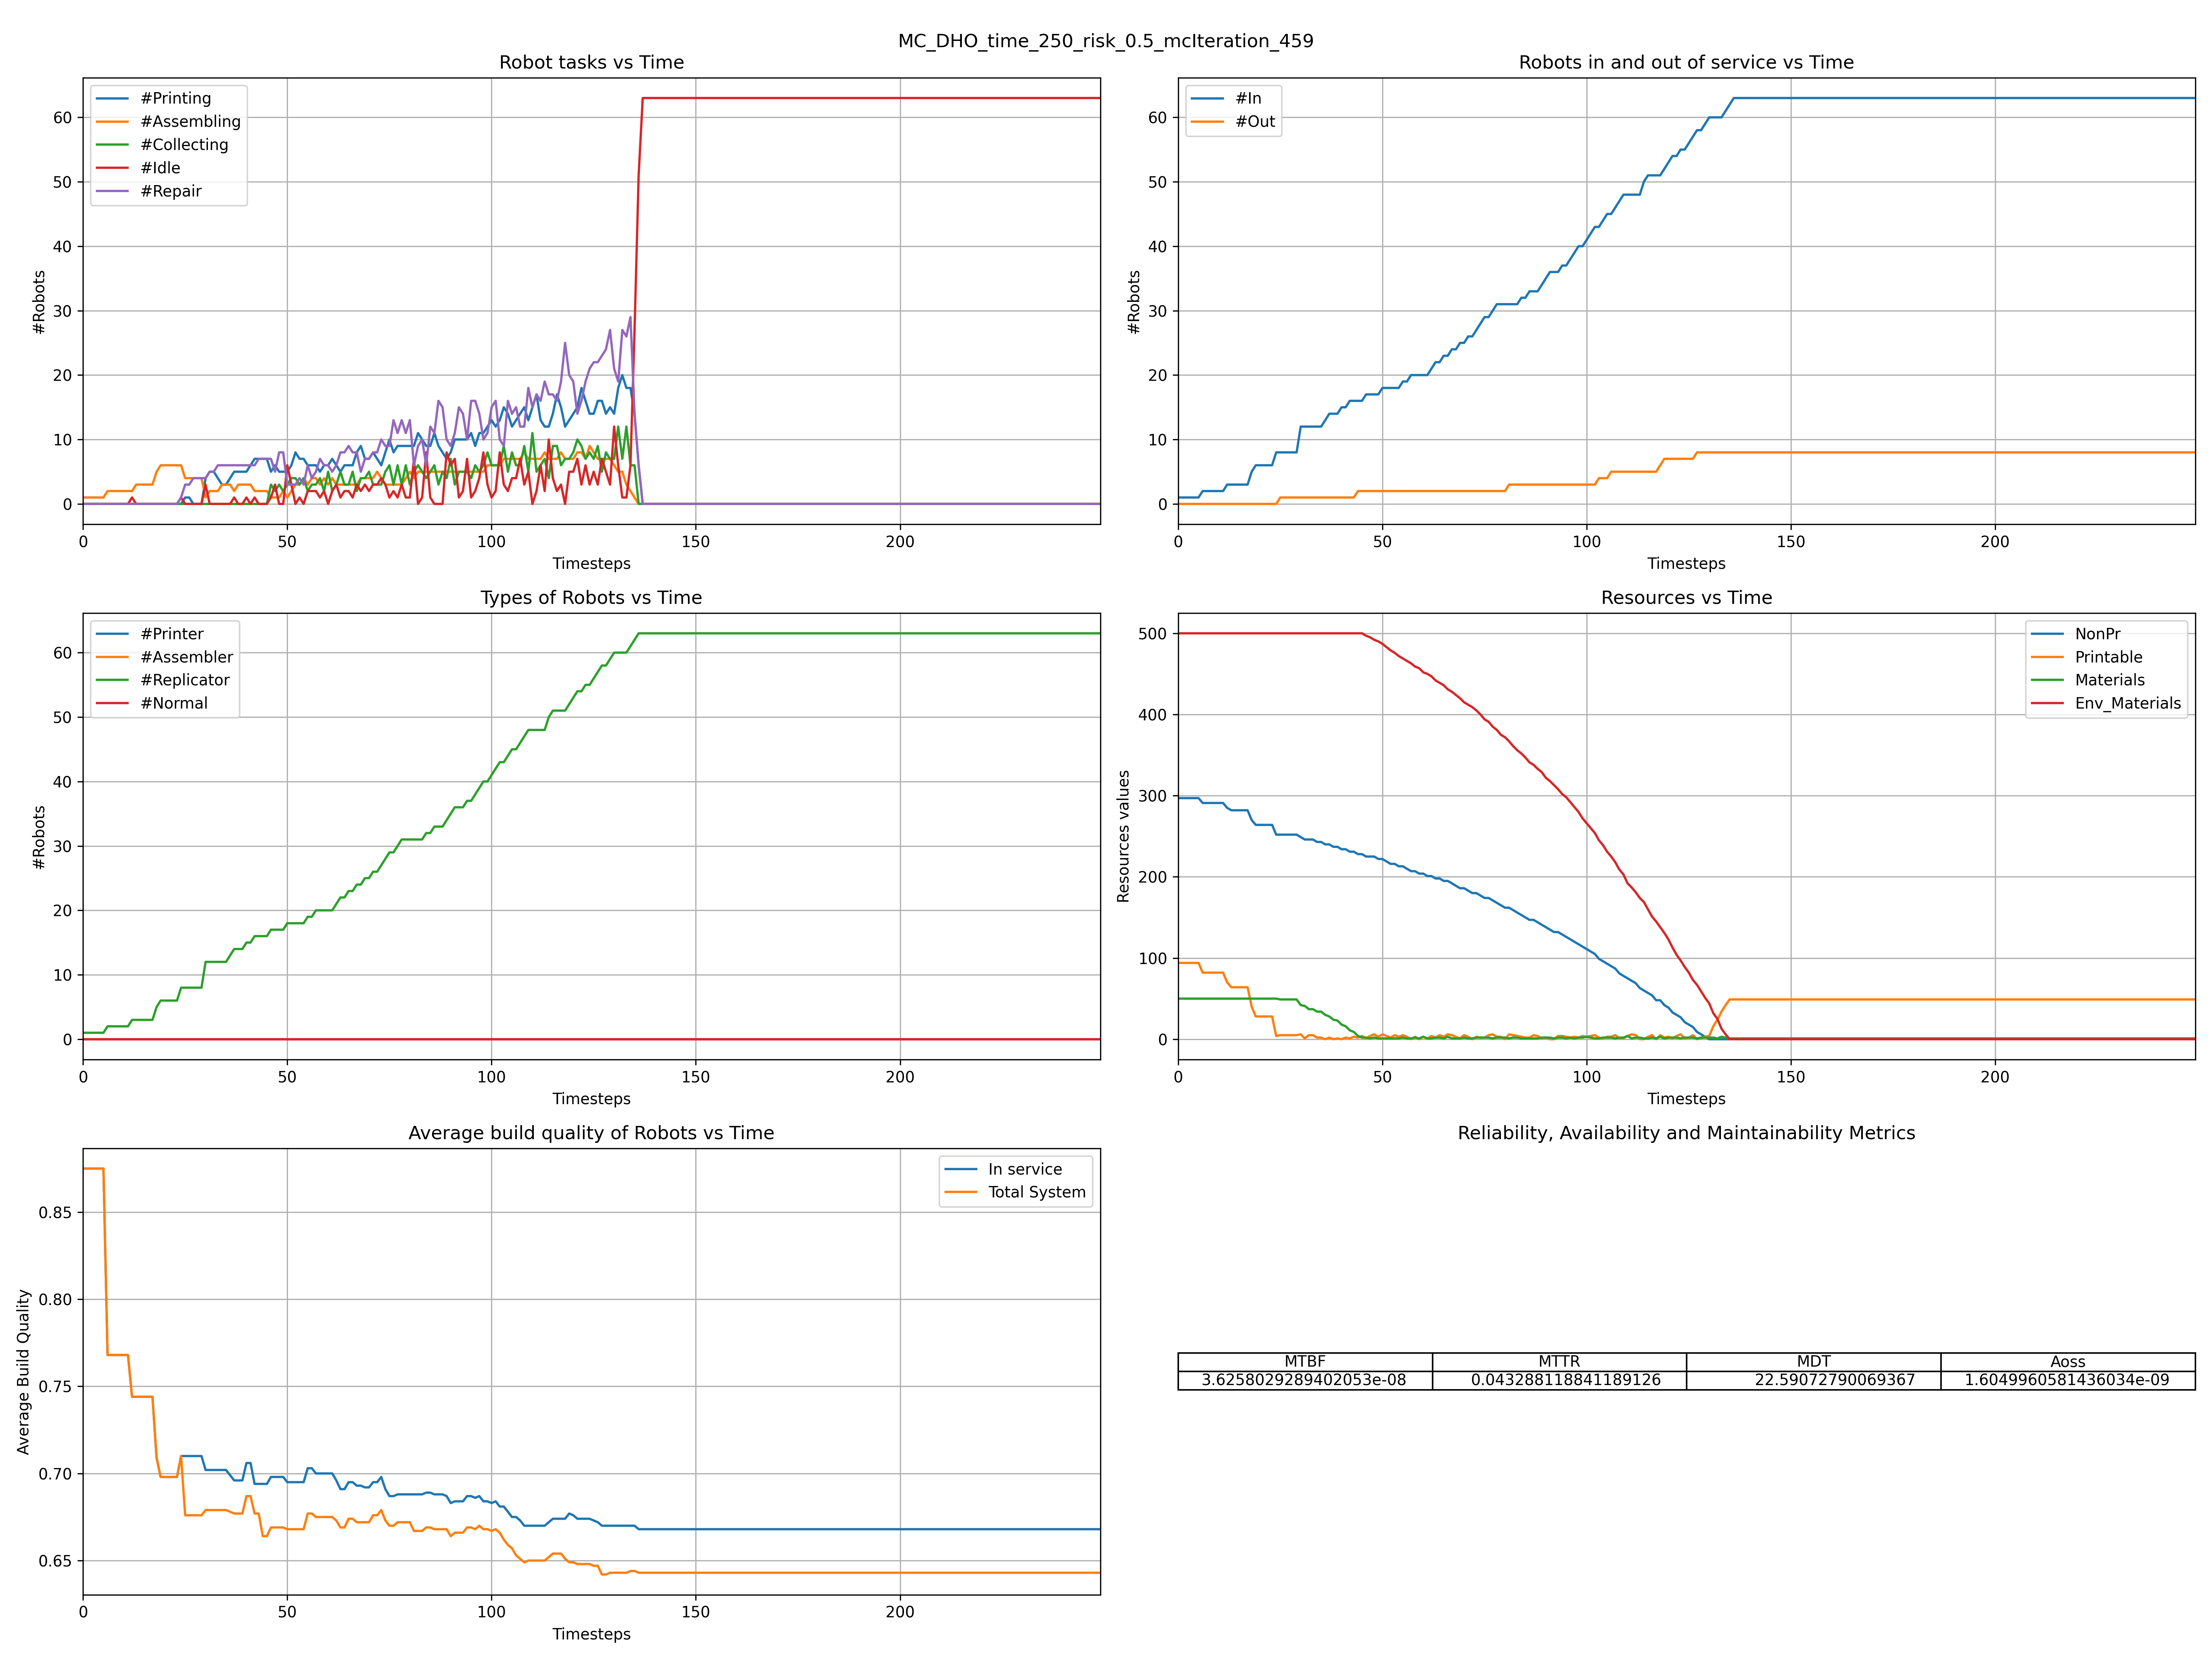 MC_DHO_time_250_risk_0.5_mcIteration_459
Robot tasks vs Time
#Printing
#Assembling
#Collecting
#Idle
#Repair
60
50
40
30
20
10
0
#Robots
0 50 100 150 200
Timesteps
Robots in and out of service vs Time
#In
#Out
60
50
40
30
20
10
0
#Robots
0 50 100 150 200
Timesteps
Types of Robots vs Time
#Printer
#Assembler
#Replicator
#Normal
60
50
40
30
20
10
0
#Robots
0 50 100 150 200
Timesteps
Resources vs Time
NonPr
Printable
Materials
Env_Materials
500
400
300
200
100
0
Resources values
0 50 100 150 200
Timesteps
Average build quality of Robots vs Time
In service
Total System
0.85
0.80
0.75
0.70
0.65
Average Build Quality
0 50 100 150 200
Timesteps
Reliability, Availability and Maintainability Metrics
MTBF MTTR MDT Aoss
3.6258029289402053e-08 0.043288118841189126 22.59072790069367 1.6049960581436034e-09